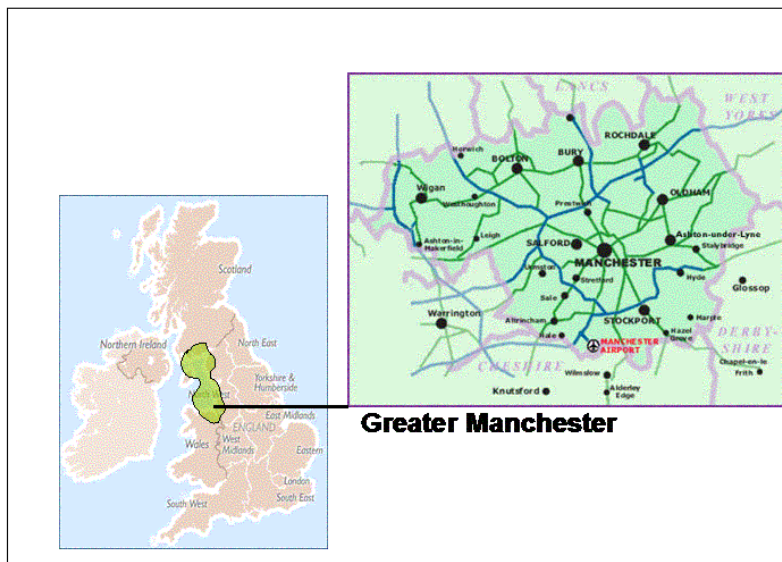 LANCS
WEST
YORKS
ROCHDALE
Horwich
BURY
BOLTON
Wigan
OLDHAM
Westhoughton
Prestwich
Ashton-under-Lyne
Ashton-in-
Makerfield
Leigh
SALFORD
Stalybridge
MANCHESTER
Urmston
Stretford
Hyde
Glossop
Sale
Warrington
Altrincham
STOCKPORT
Marple
Hale
Hazel
Grove
DERBY-
SHIRE
MANCHESTER
AIRPORT
CHESHIRE
Chapel-en-le
Frith
Wilmslow
Knutsford
Alderley
Edge
Greater Manchester
Scotland
Northern Ireland
North East
Yorkshire &
Humberside
North West
East Midlands
ENGLAND
Wales
West
Midlands
Eastern
London
South West
South East